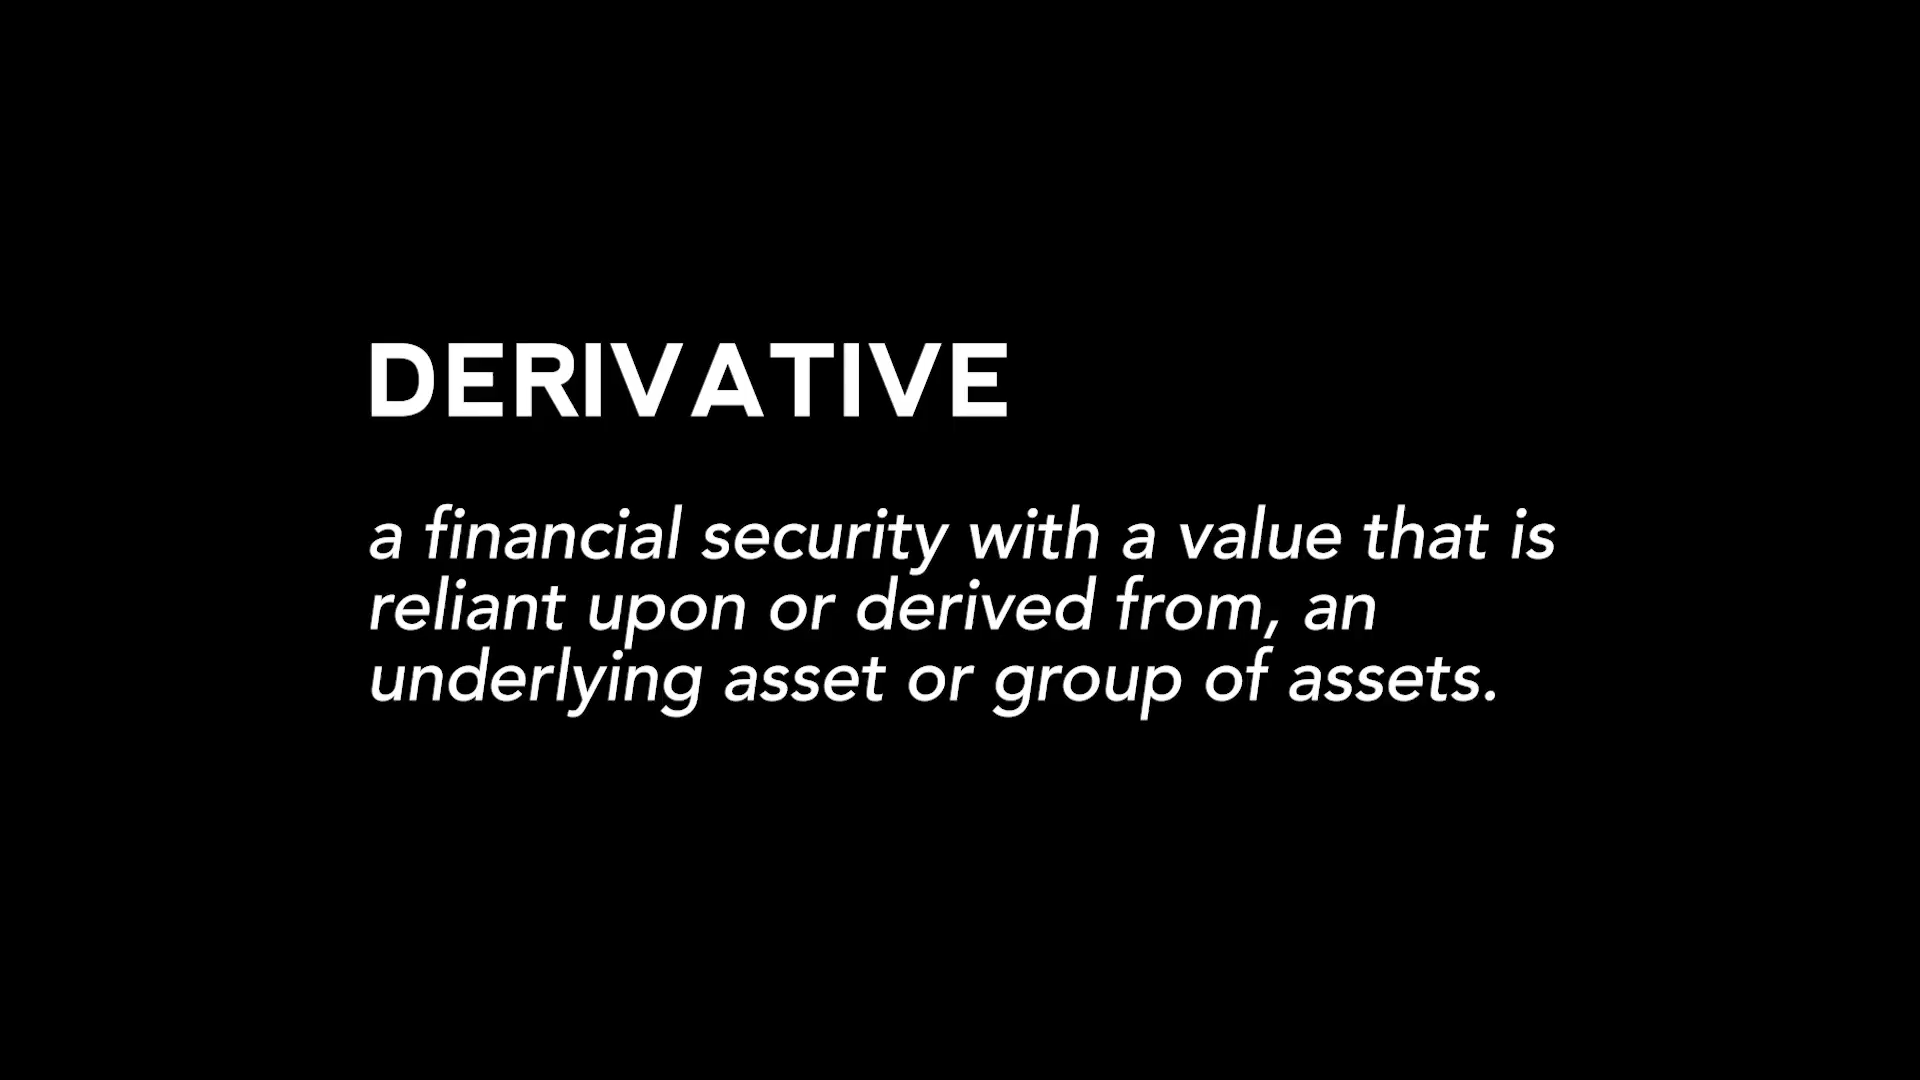 DERIVATIVE
a financial security with a value that is
reliant upon or derived from, an
underlying asset or group of assets.